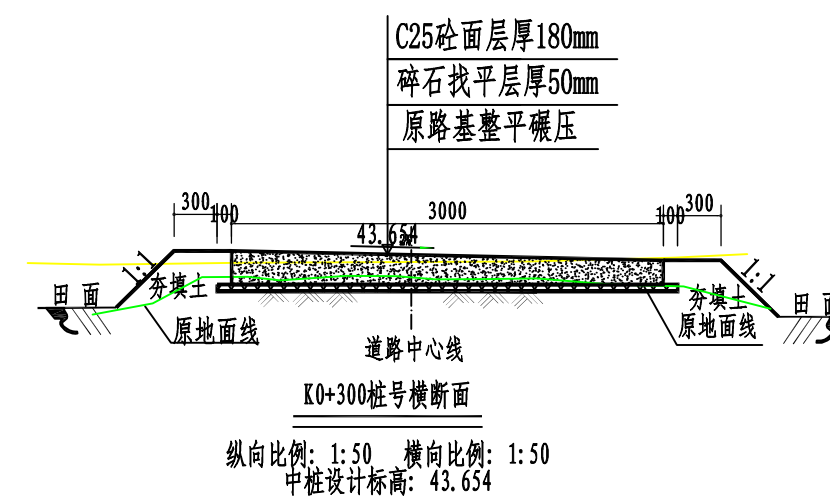 C25砼面层厚180mm
碎石找平层厚50mm
原路基整平碾压
300 100 3000 100 300
43.654
1:1 1:1
田 面 夯填土 夯填土 田 面
原地面线 原地面线
道路中心线
K0+300桩号横断面
纵向比例: 1:50 横向比例: 1:50
中桩设计标高: 43.654